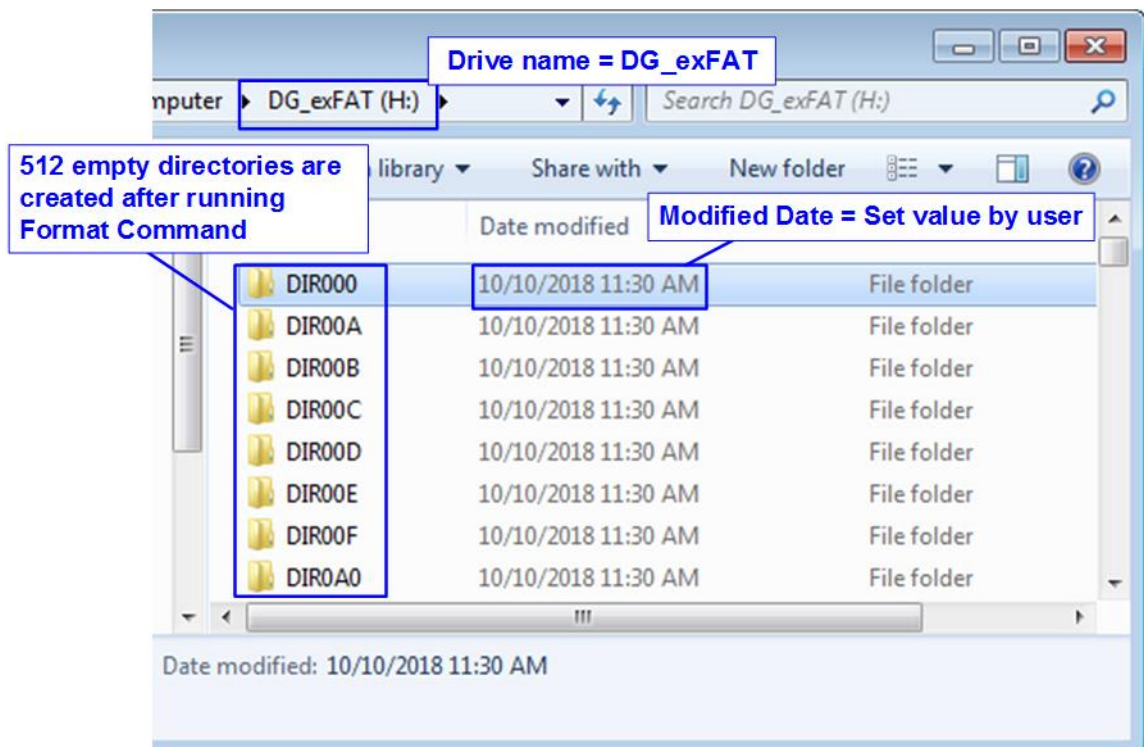 Drive name = DG_exFAT
mputer ▸ DG_exFAT (H:) ▸ Search DG_exFAT (H:)
512 empty directories are
created after running
Format Command
library Share with New folder
Date modified
Modified Date = Set value by user
DIR000 10/10/2018 11:30 AM File folder
DIR00A 10/10/2018 11:30 AM File folder
DIR00B 10/10/2018 11:30 AM File folder
DIR00C 10/10/2018 11:30 AM File folder
DIR00D 10/10/2018 11:30 AM File folder
DIR00E 10/10/2018 11:30 AM File folder
DIR00F 10/10/2018 11:30 AM File folder
DIR0A0 10/10/2018 11:30 AM File folder
Date modified: 10/10/2018 11:30 AM